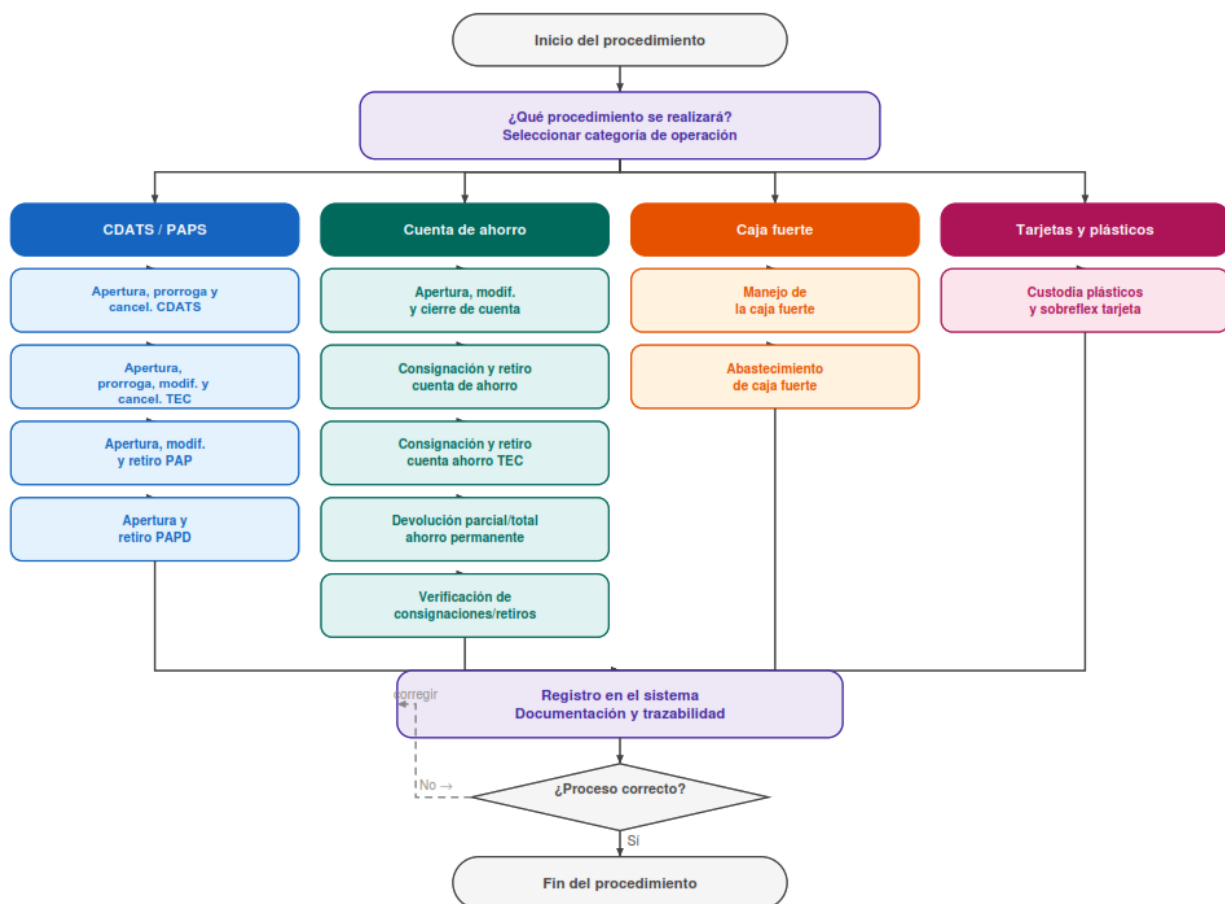 Inicio del procedimiento
¿Qué procedimiento se realizará?
Seleccionar categoría de operación
CDATS / PAPS
Apertura, prorroga y
cancel. CDATS
Apertura,
prorroga, modif. y
cancel. TEC
Apertura, modif.
y retiro PAP
Apertura y
retiro PAPD
Cuenta de ahorro
Apertura, modif.
y cierre de cuenta
Consignación y retiro
cuenta de ahorro
Consignación y retiro
cuenta ahorro TEC
Devolución parcial/total
ahorro permanente
Verificación de
consignaciones/retiros
Caja fuerte
Manejo de
la caja fuerte
Abastecimiento
de caja fuerte
Tarjetas y plásticos
Custodia plásticos
y sobreflex tarjeta
Registro en el sistema
Documentación y trazabilidad
corregir
No →
¿Proceso correcto?
Sí
Fin del procedimiento